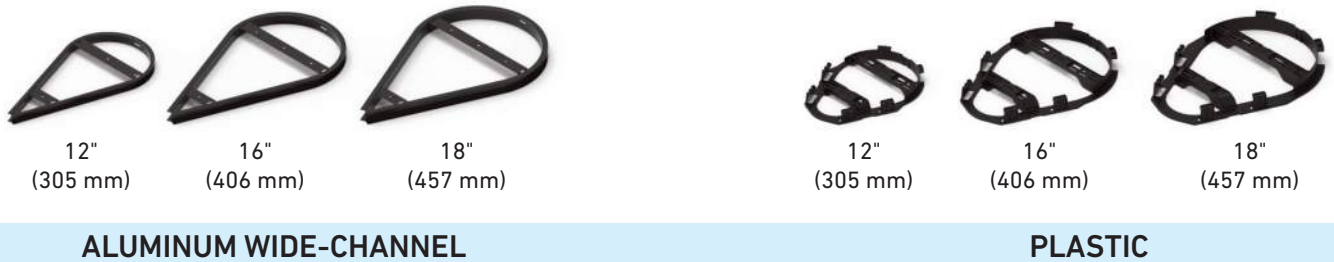 12" 16" 18" 12" 16" 18"
(305 mm) (406 mm) (457 mm) (305 mm) (406 mm) (457 mm)
ALUMINUM WIDE-CHANNEL PLASTIC